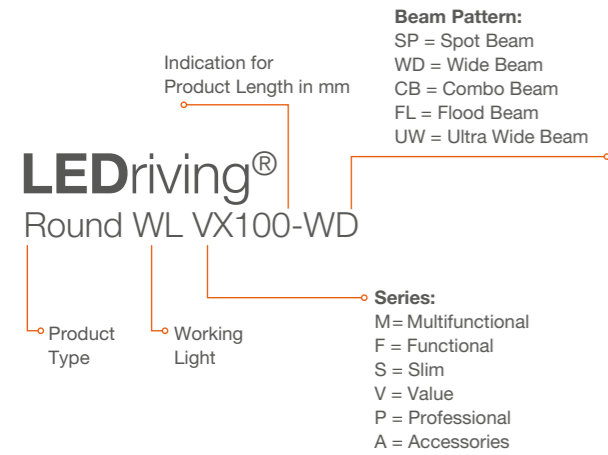 Beam Pattern:
SP = Spot Beam
WD = Wide Beam
CB = Combo Beam
FL = Flood Beam
UW = Ultra Wide Beam
Indication for
Product Length in mm
LEDriving®
Round WL VX100-WD
Product
Type
Working
Light
Series:
M= Multifunctional
F = Functional
S = Slim
V = Value
P = Professional
A = Accessories